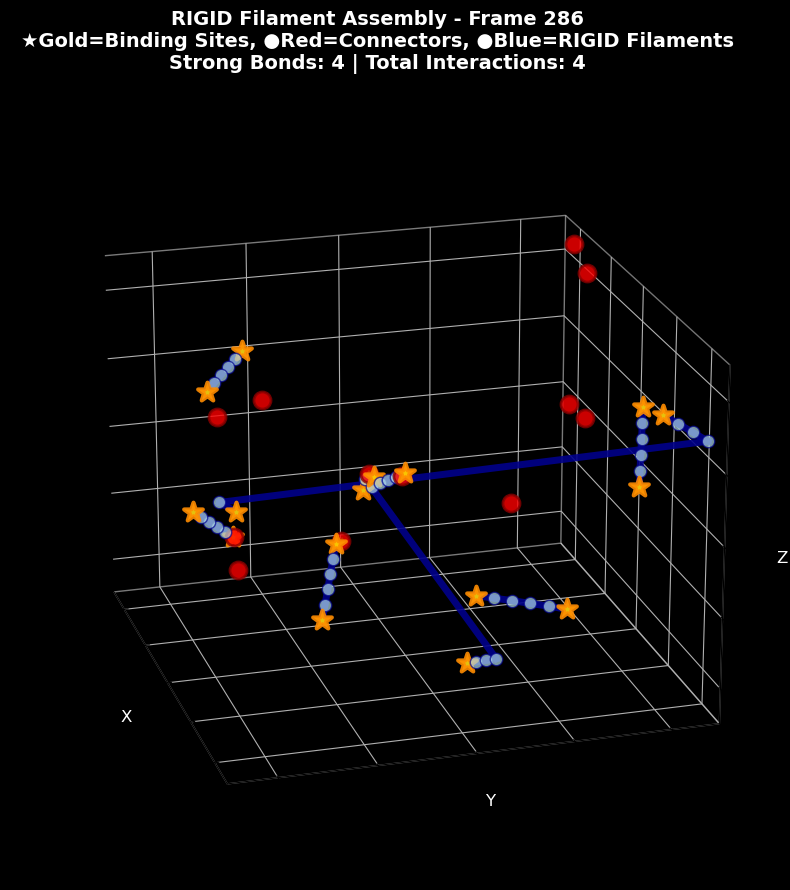 RIGID Filament Assembly - Frame 286
★Gold=Binding Sites, ●Red=Connectors, ●Blue=RIGID Filaments
Strong Bonds: 4 | Total Interactions: 4
Z
X
Y